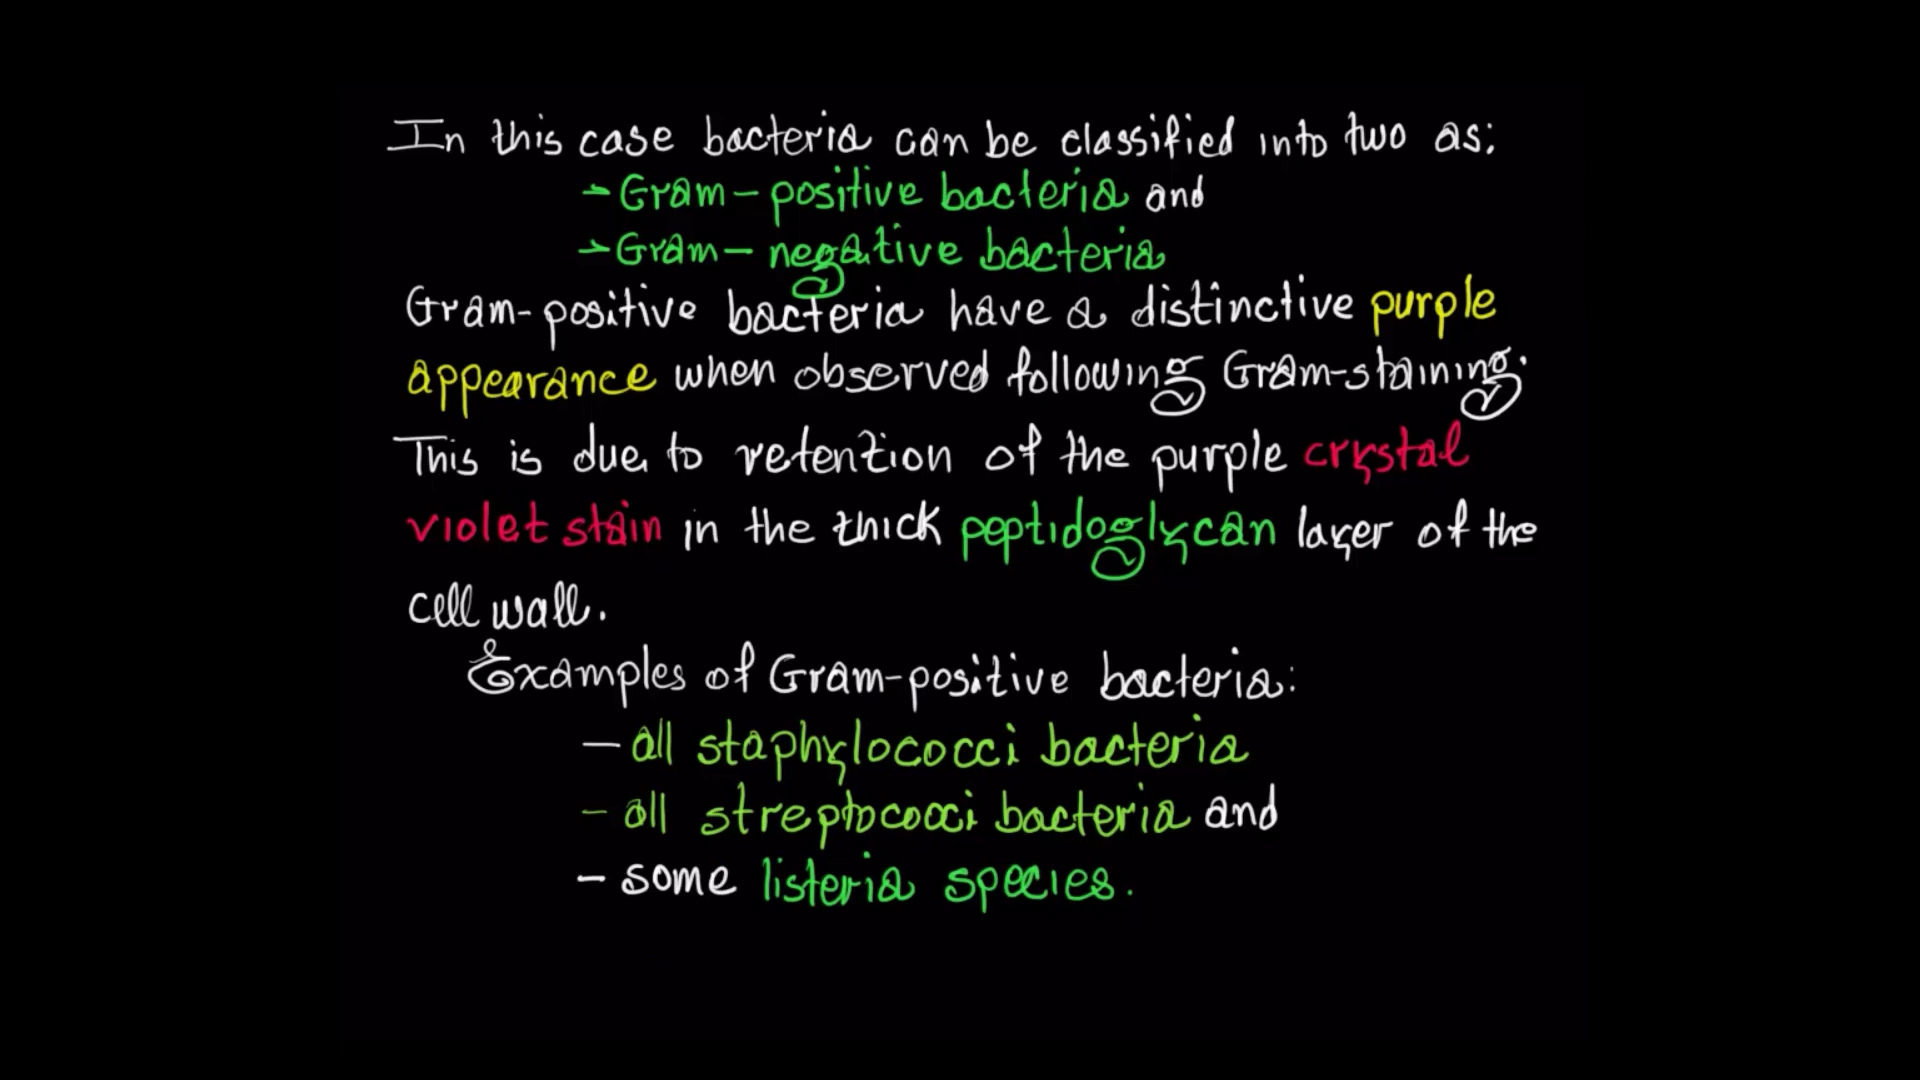 In this case bacteria can be classified into two as:
→ Gram-positive bacteria and
→ Gram-negative bacteria
Gram-positive bacteria have a distinctive purple
appearance when observed following Gram-staining.
This is due to retention of the purple crystal
violet stain in the thick peptidoglycan layer of the
cell wall.
Examples of Gram-positive bacteria:
- all staphylococci bacteria
- all streptococci bacteria and
- some listeria species.